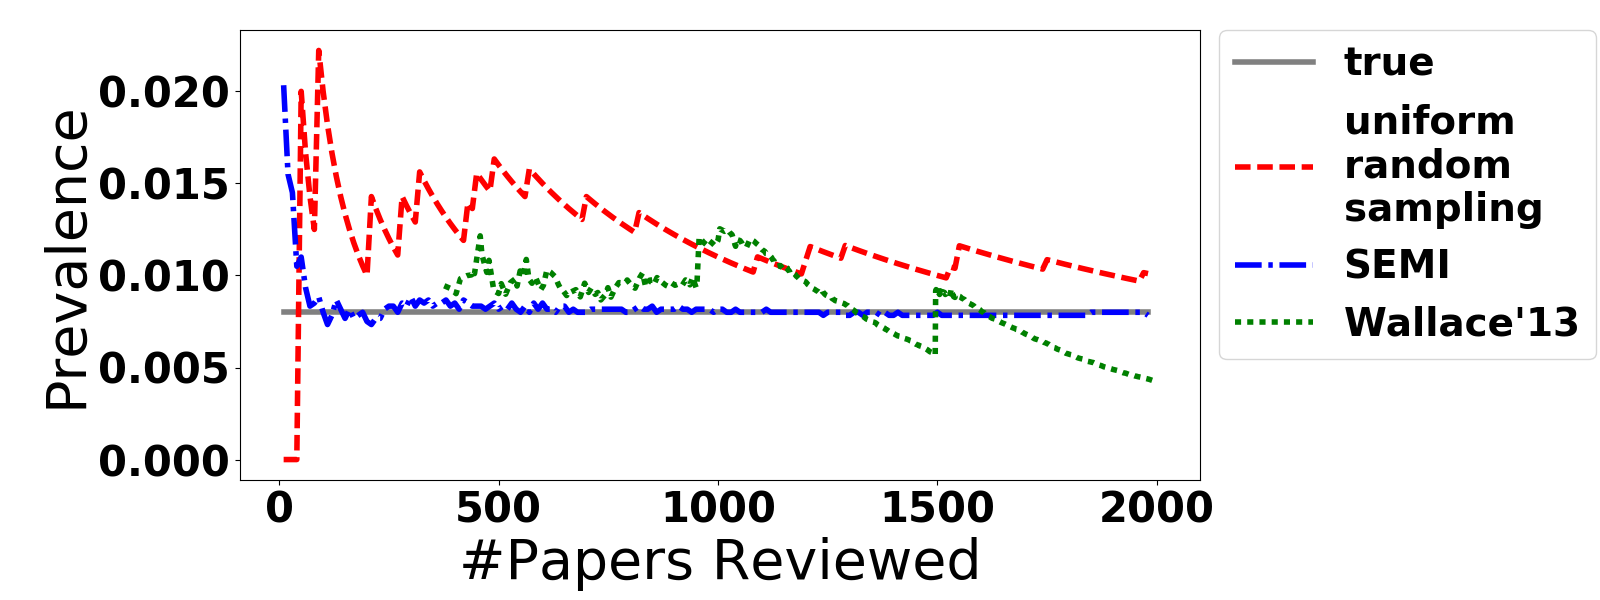 Prevalence
0.020
0.015
0.010
0.005
0.000
0 500 1000 1500 2000
#Papers Reviewed
true
uniform
random
sampling
SEMI
Wallace'13